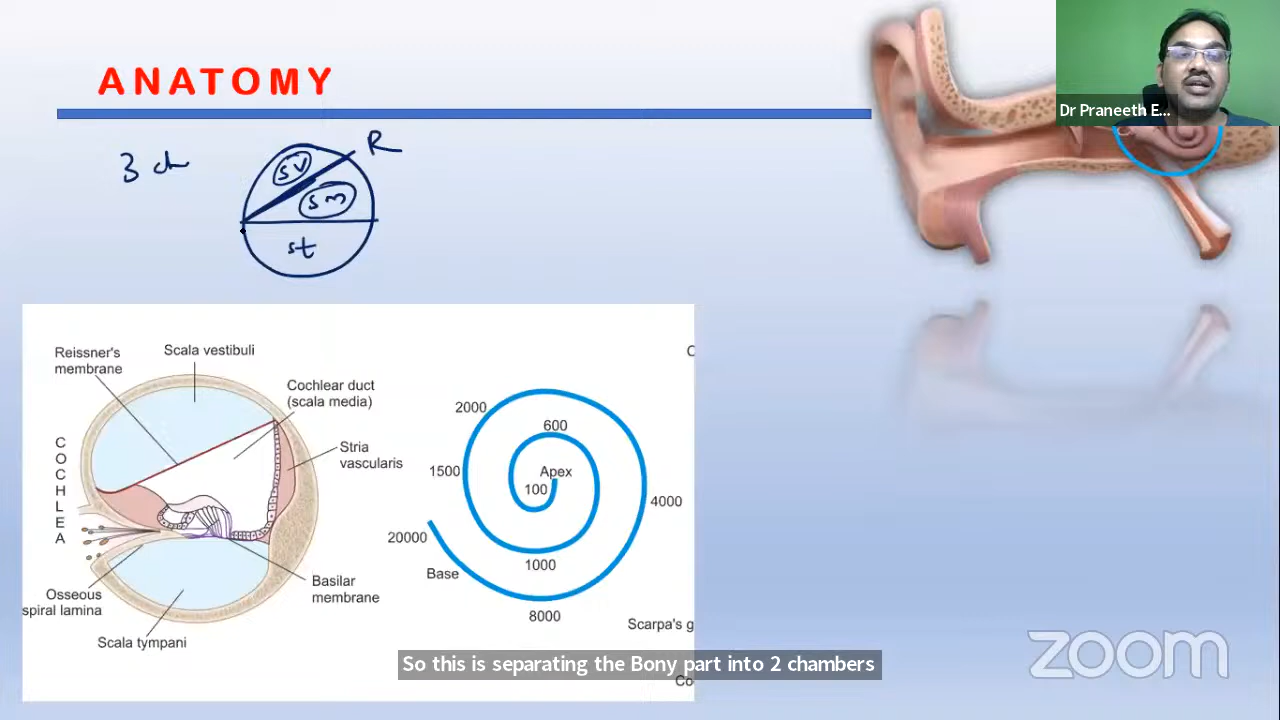 ANATOMY
Dr Praneeth E...
3 ch
R
SV
Sm
st
Reissner's
membrane
Scala vestibuli
Cochlear duct
(scala media)
Stria
vascularis
COCHLEA
Osseous
spiral lamina
Scala tympani
Basilar
membrane
2000
600
1500
Apex
100
4000
20000
Base
1000
8000
C
Scarpa's g
Co
So this is separating the Bony part into 2 chambers
zoom